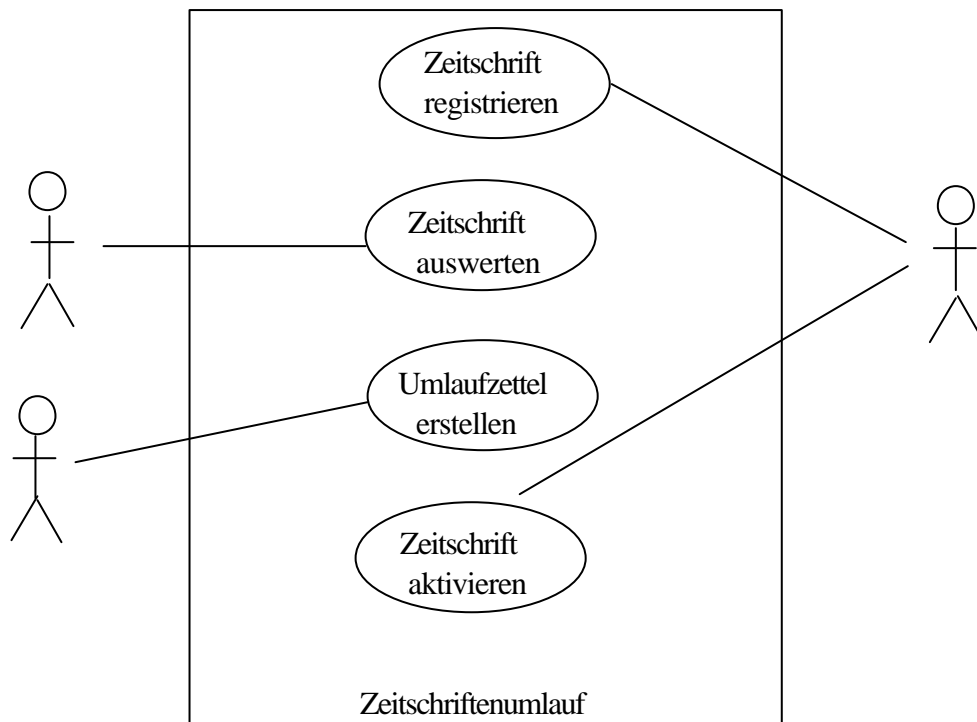 Zeitschrift
registrieren
Zeitschrift
auswerten
Umlaufzettel
erstellen
Zeitschrift
aktivieren
Zeitschriftenumlauf